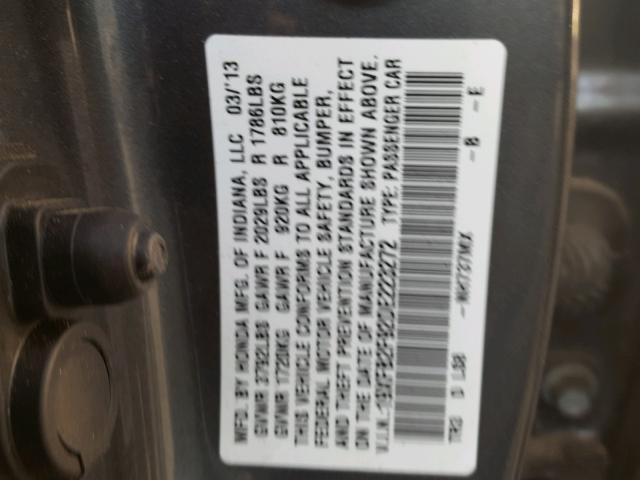 MFD. BY HONDA MFG. OF INDIANA, LLC 03/'13
GVWR 3792LBS GAWR F 2029LBS R 1786LBS
GVWR 1720KG GAWR F 920KG R 810KG
THIS VEHICLE CONFORMS TO ALL APPLICABLE
FEDERAL MOTOR VEHICLE SAFETY, BUMPER,
AND THEFT PREVENTION STANDARDS IN EFFECT
ON THE DATE OF MANUFACTURE SHOWN ABOVE.
V.I.N.:19XFB2F82DE223272 TYPE: PASSENGER CAR
TR3 -B -E